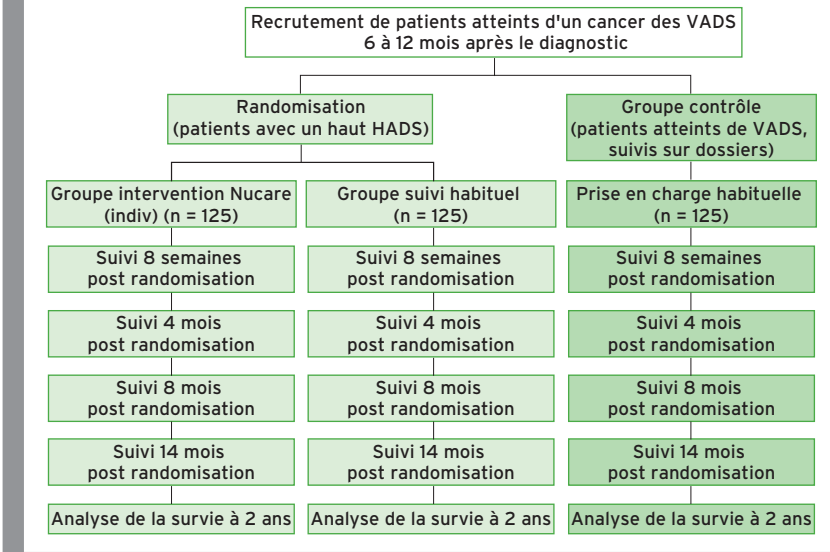 Recrutement de patients atteints d'un cancer des VADS
6 à 12 mois après le diagnostic
Randomisation
(patients avec un haut HADS)
Groupe contrôle
(patients atteints de VADS,
suivis sur dossiers)
Groupe intervention Nucare
(indiv) (n = 125)
Groupe suivi habituel
(n = 125)
Prise en charge habituelle
(n = 125)
Suivi 8 semaines
post randomisation
Suivi 8 semaines
post randomisation
Suivi 8 semaines
post randomisation
Suivi 4 mois
post randomisation
Suivi 4 mois
post randomisation
Suivi 4 mois
post randomisation
Suivi 8 mois
post randomisation
Suivi 8 mois
post randomisation
Suivi 8 mois
post randomisation
Suivi 14 mois
post randomisation
Suivi 14 mois
post randomisation
Suivi 14 mois
post randomisation
Analyse de la survie à 2 ans
Analyse de la survie à 2 ans
Analyse de la survie à 2 ans